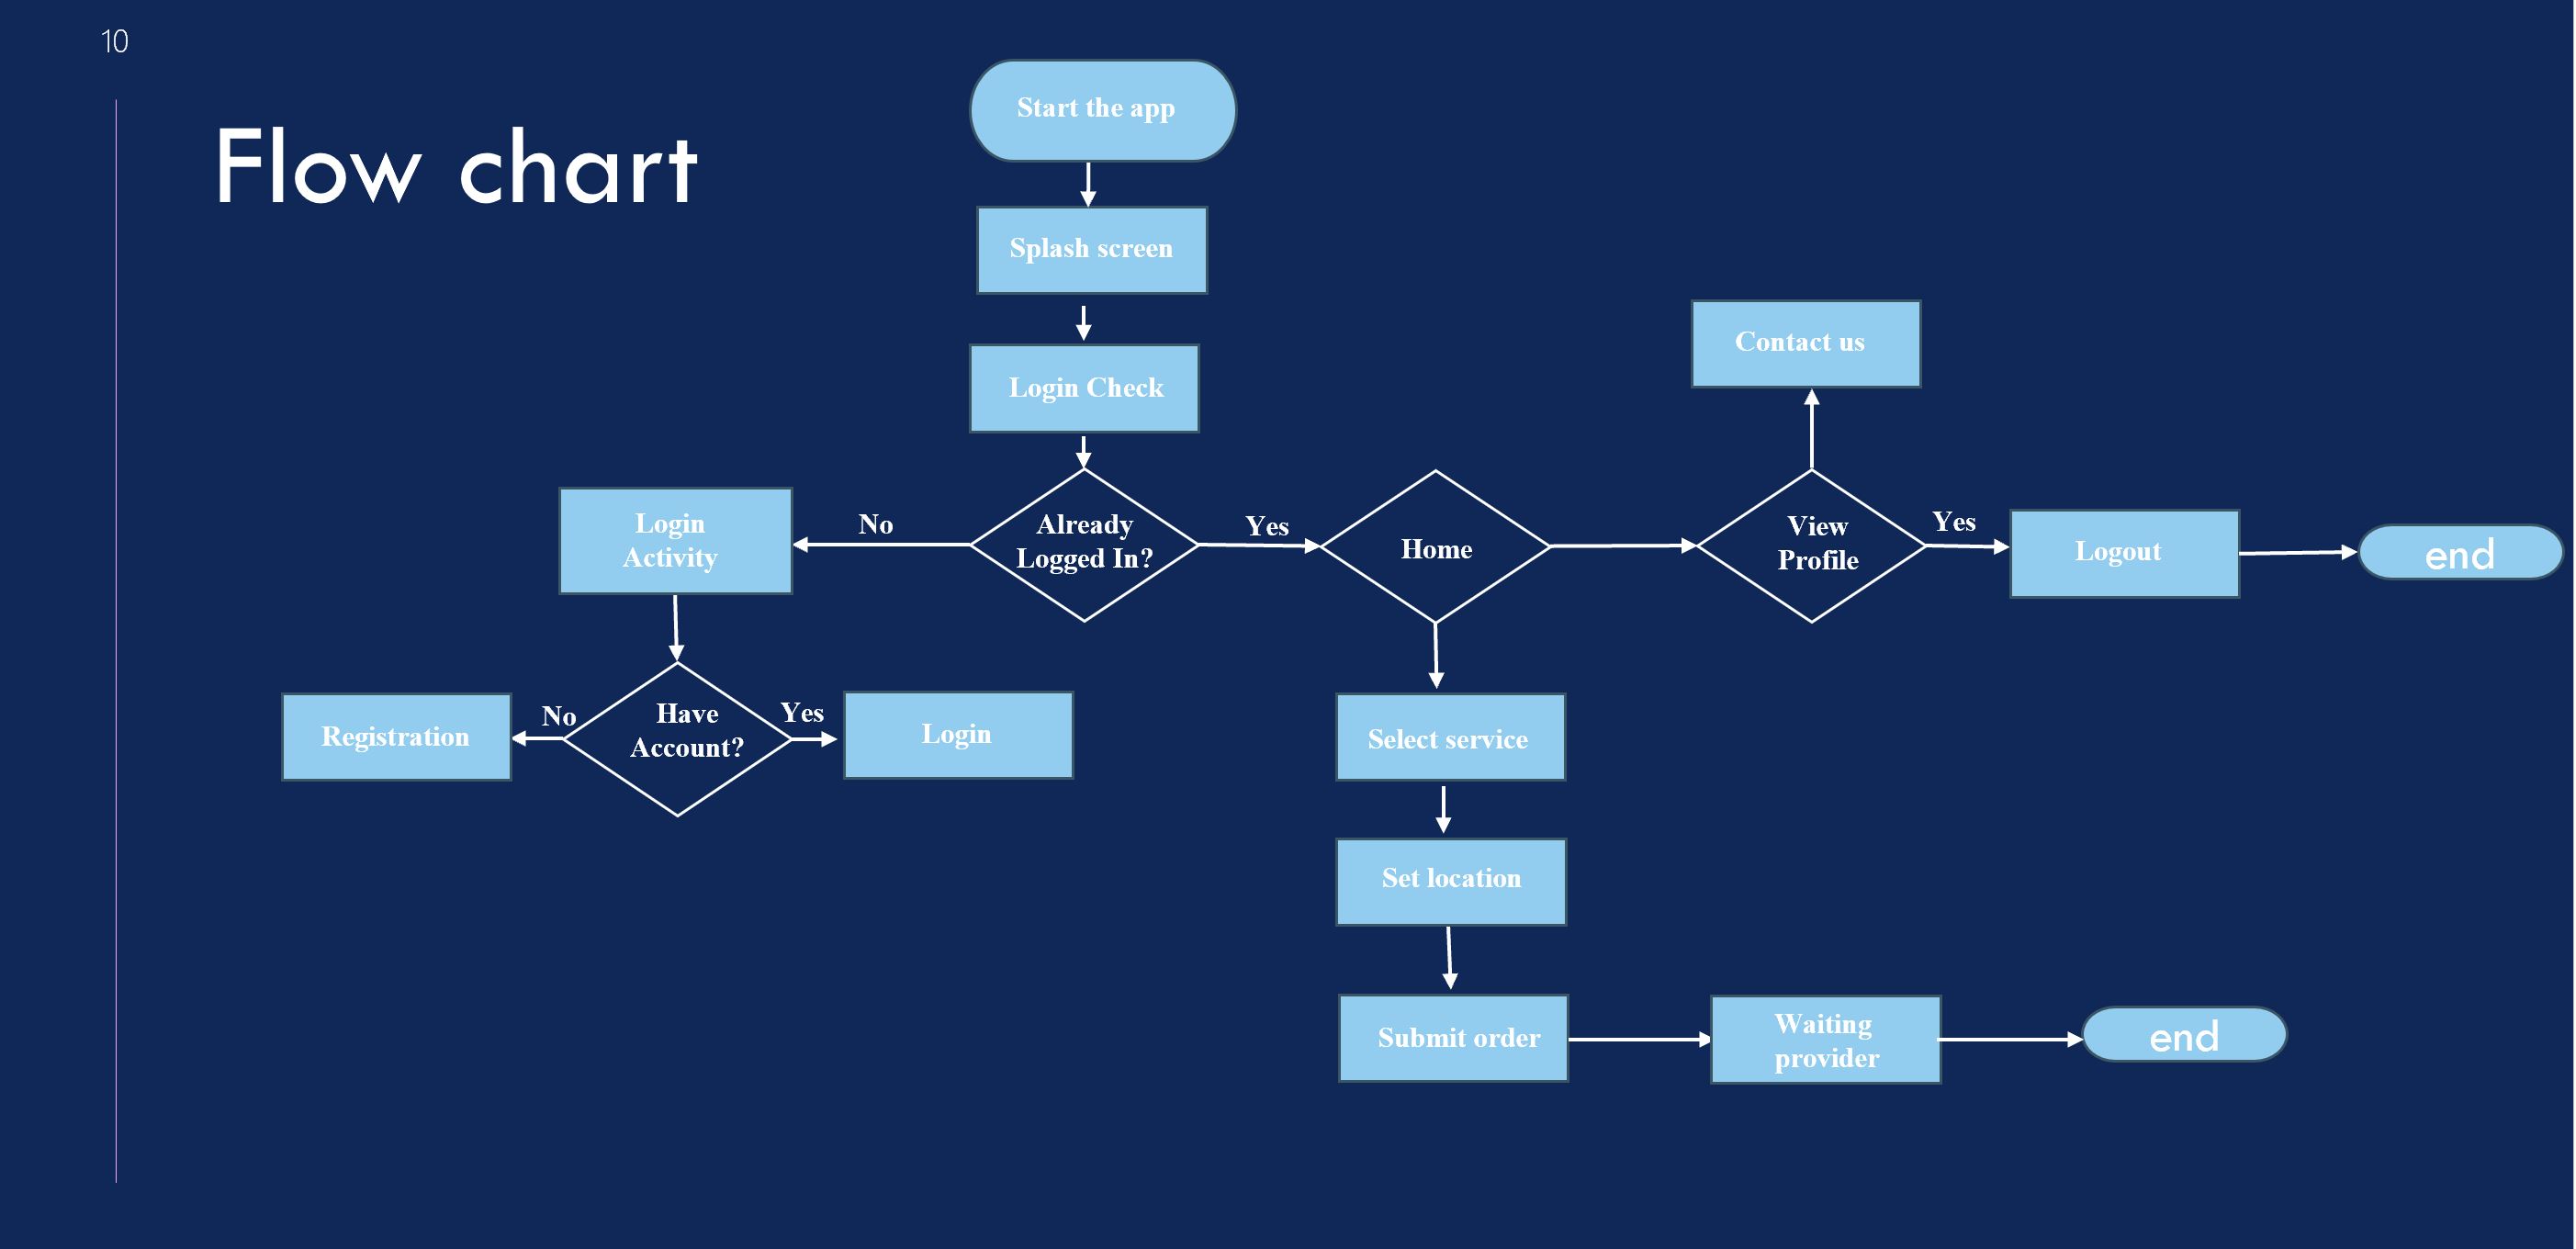 10
Flow chart
Start the app
Splash screen
Login Check
Contact us
Login
Activity
No
Already
Logged In?
Yes
Home
View
Profile
Yes
Logout
end
Registration
No
Have
Account?
Yes
Login
Select service
Set location
Submit order
Waiting
provider
end